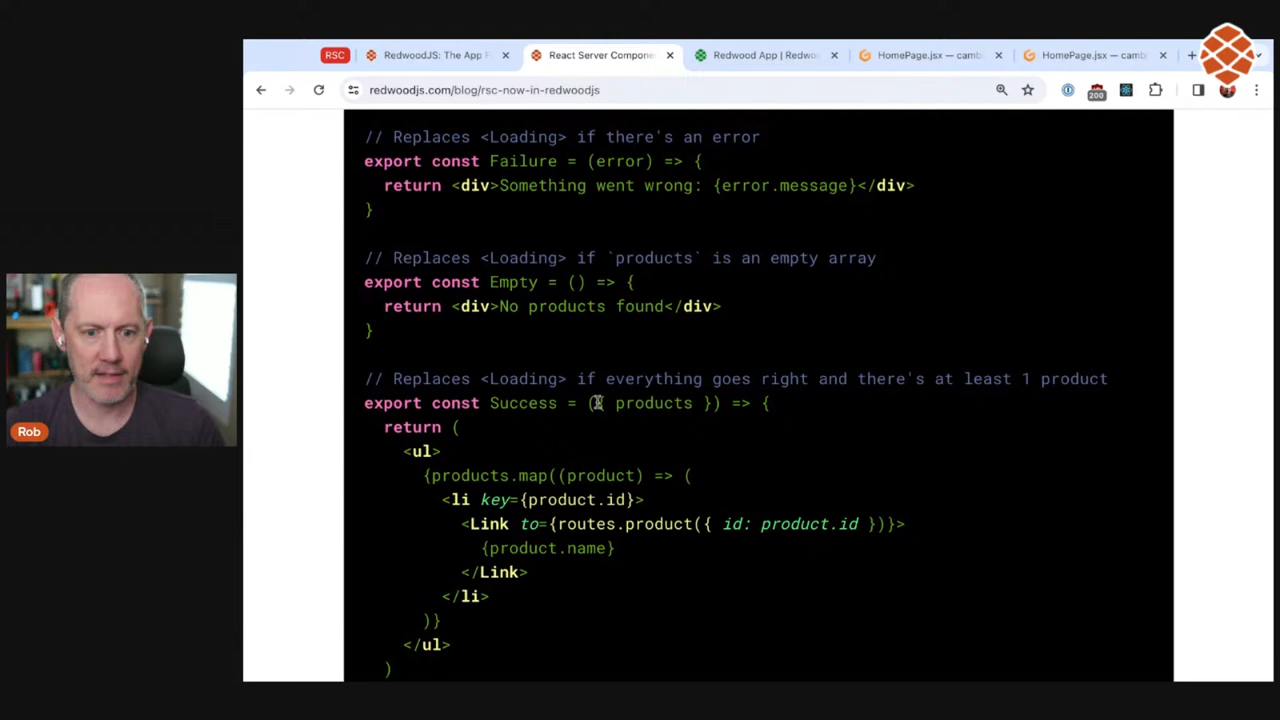 RSC
RedwoodJS: The App F
React Server Compone
Redwood App | Redwo
HomePage.jsx — camb
HomePage.jsx — camb
redwoodjs.com/blog/rsc-now-in-redwoodjs
200
// Replaces <Loading> if there's an error
export const Failure = (error) => {
return <div>Something went wrong: {error.message}</div>
}
// Replaces <Loading> if `products` is an empty array
export const Empty = () => {
return <div>No products found</div>
}
// Replaces <Loading> if everything goes right and there's at least 1 product
export const Success = ({ products }) => {
return (
<ul>
{products.map((product) => (
<li key={product.id}>
<Link to={routes.product({ id: product.id })}>
{product.name}
</Link>
</li>
)}
</ul>
)
Rob